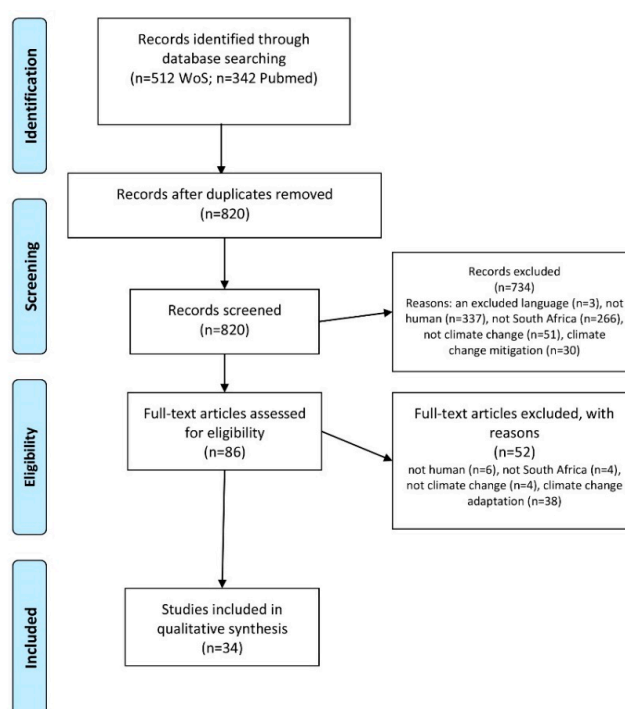 Identification
Records identified through
database searching
(n=512 WoS; n=342 Pubmed)
Records after duplicates removed
(n=820)
Screening
Records screened
(n=820)
Records excluded
(n=734)
Reasons: an excluded language (n=3), not
human (n=337), not South Africa (n=266),
not climate change (n=51), climate
change mitigation (n=30)
Eligibility
Full-text articles assessed
for eligibility
(n=86)
Full-text articles excluded, with
reasons
(n=52)
not human (n=6), not South Africa (n=4),
not climate change (n=4), climate change
adaptation (n=38)
Included
Studies included in
qualitative synthesis
(n=34)